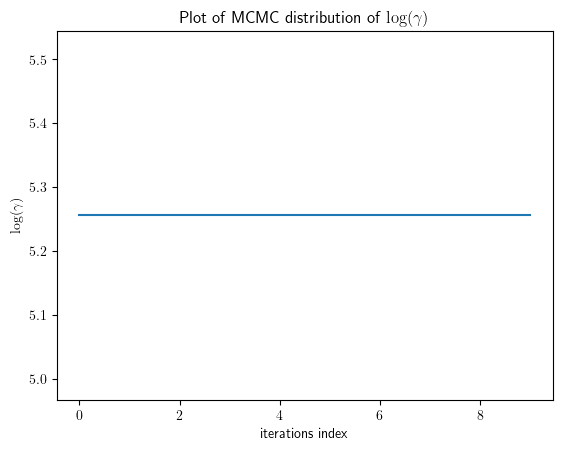 Plot of MCMC distribution of log(γ)
5.5
5.4
5.3
5.2
5.1
5.0
log(γ)
0 2 4 6 8
iterations index